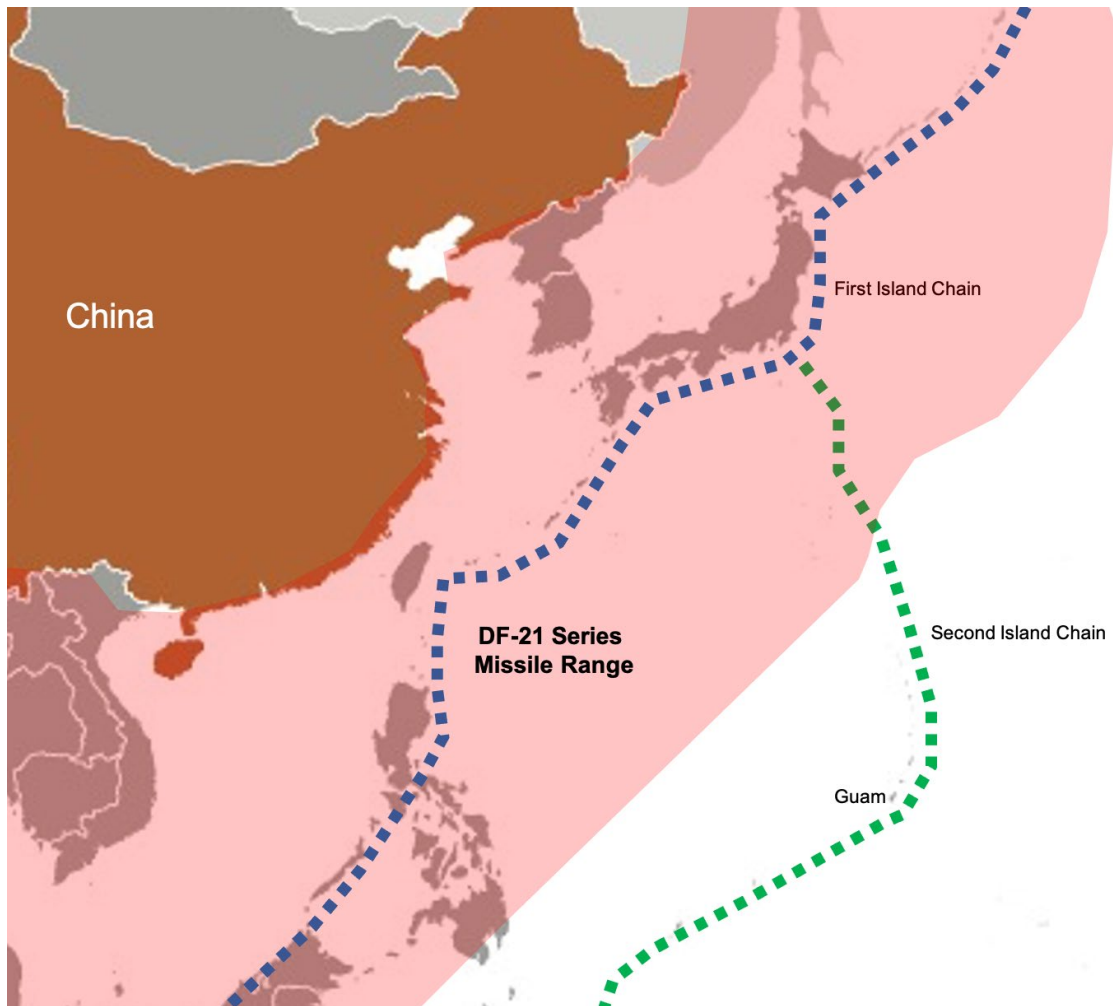 China
First Island Chain
DF-21 Series
Missile Range
Second Island Chain
Guam